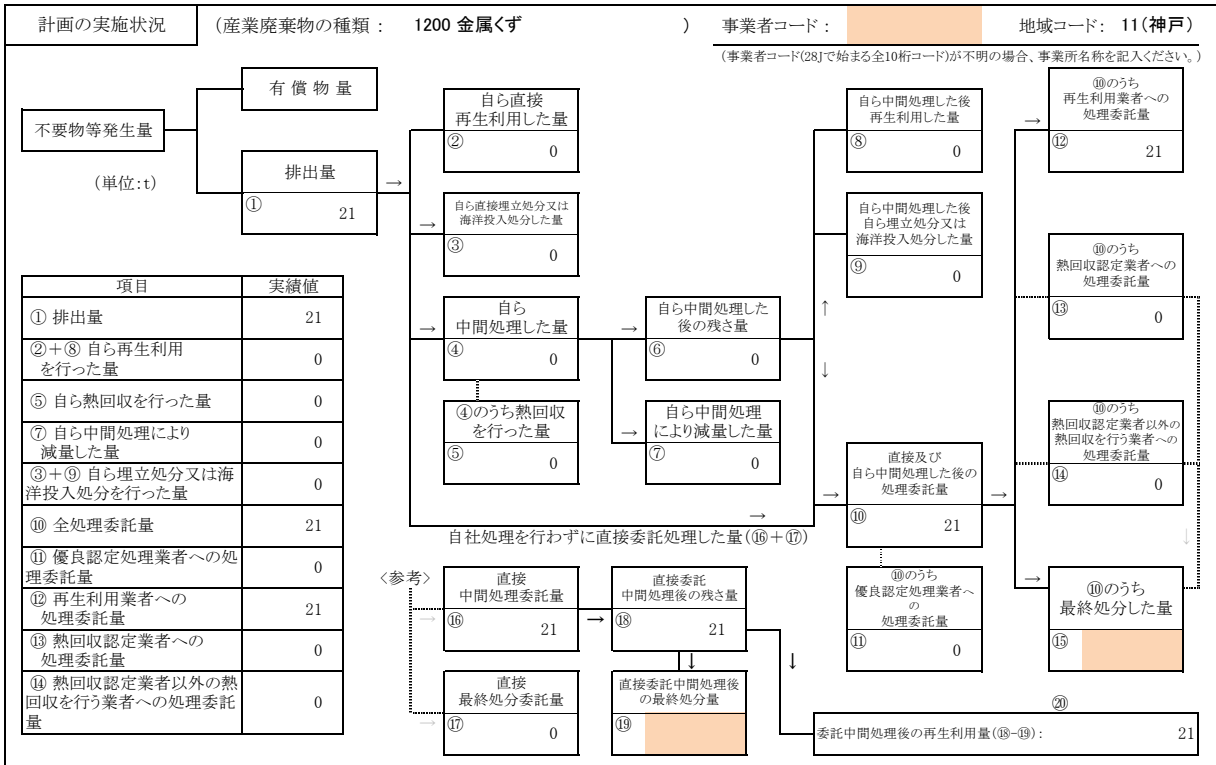 計画の実施状況 (産業廃棄物の種類： 1200 金属くず ) 事業者コード： 地域コード： 11(神戸)
(事業者コード(28Jで始まる全10桁コード)が不明の場合、事業所名称を記入ください。)
不要物等発生量
(単位:t)
有 償 物 量
排出量
① 21
→
自ら直接
再生利用した量
② 0
→
自ら直接埋立処分又は
海洋投入処分した量
③ 0
→
自ら
中間処理した量
④ 0
④のうち熱回収
を行った量
⑤ 0
→
自ら中間処理した
後の残さ量
⑥ 0
→
自ら中間処理
により減量した量
⑦ 0
自ら中間処理した後
再生利用した量
⑧ 0
自ら中間処理した後
自ら埋立処分又は
海洋投入処分した量
⑨ 0
↑
↓
→
直接及び
自ら中間処理した後の
処理委託量
⑩ 21
→
⑩のうち
優良認定処理業者へ
の
処理委託量
⑪ 0
→
⑩のうち
再生利用業者への
処理委託量
⑫ 21
⑩のうち
熱回収認定業者への
処理委託量
⑬ 0
⑩のうち
熱回収認定業者以外の
熱回収を行う業者への
処理委託量
⑭ 0
↓
→
⑩のうち
最終処分した量
⑮
→
自社処理を行わずに直接委託処理した量(⑯＋⑰)
<参考>
→
直接
中間処理委託量
⑯ 21
→
直接委託
中間処理後の残さ量
⑱ 21
→
直接
最終処分委託量
⑰ 0
↓
直接委託中間処理後
の最終処分量
⑲
↓
⑳
委託中間処理後の再生利用量(⑱-⑲)： 21
項目 実績値
① 排出量 21
②＋⑧ 自ら再生利用
を行った量 0
⑤ 自ら熱回収を行った量 0
⑦ 自ら中間処理により
減量した量 0
③＋⑨ 自ら埋立処分又は海
洋投入処分を行った量 0
⑩ 全処理委託量 21
⑪ 優良認定処理業者への処
理委託量 0
⑫ 再生利用業者への
処理委託量 21
⑬ 熱回収認定業者への
処理委託量 0
⑭ 熱回収認定業者以外の熱
回収を行う業者への処理委託
量 0